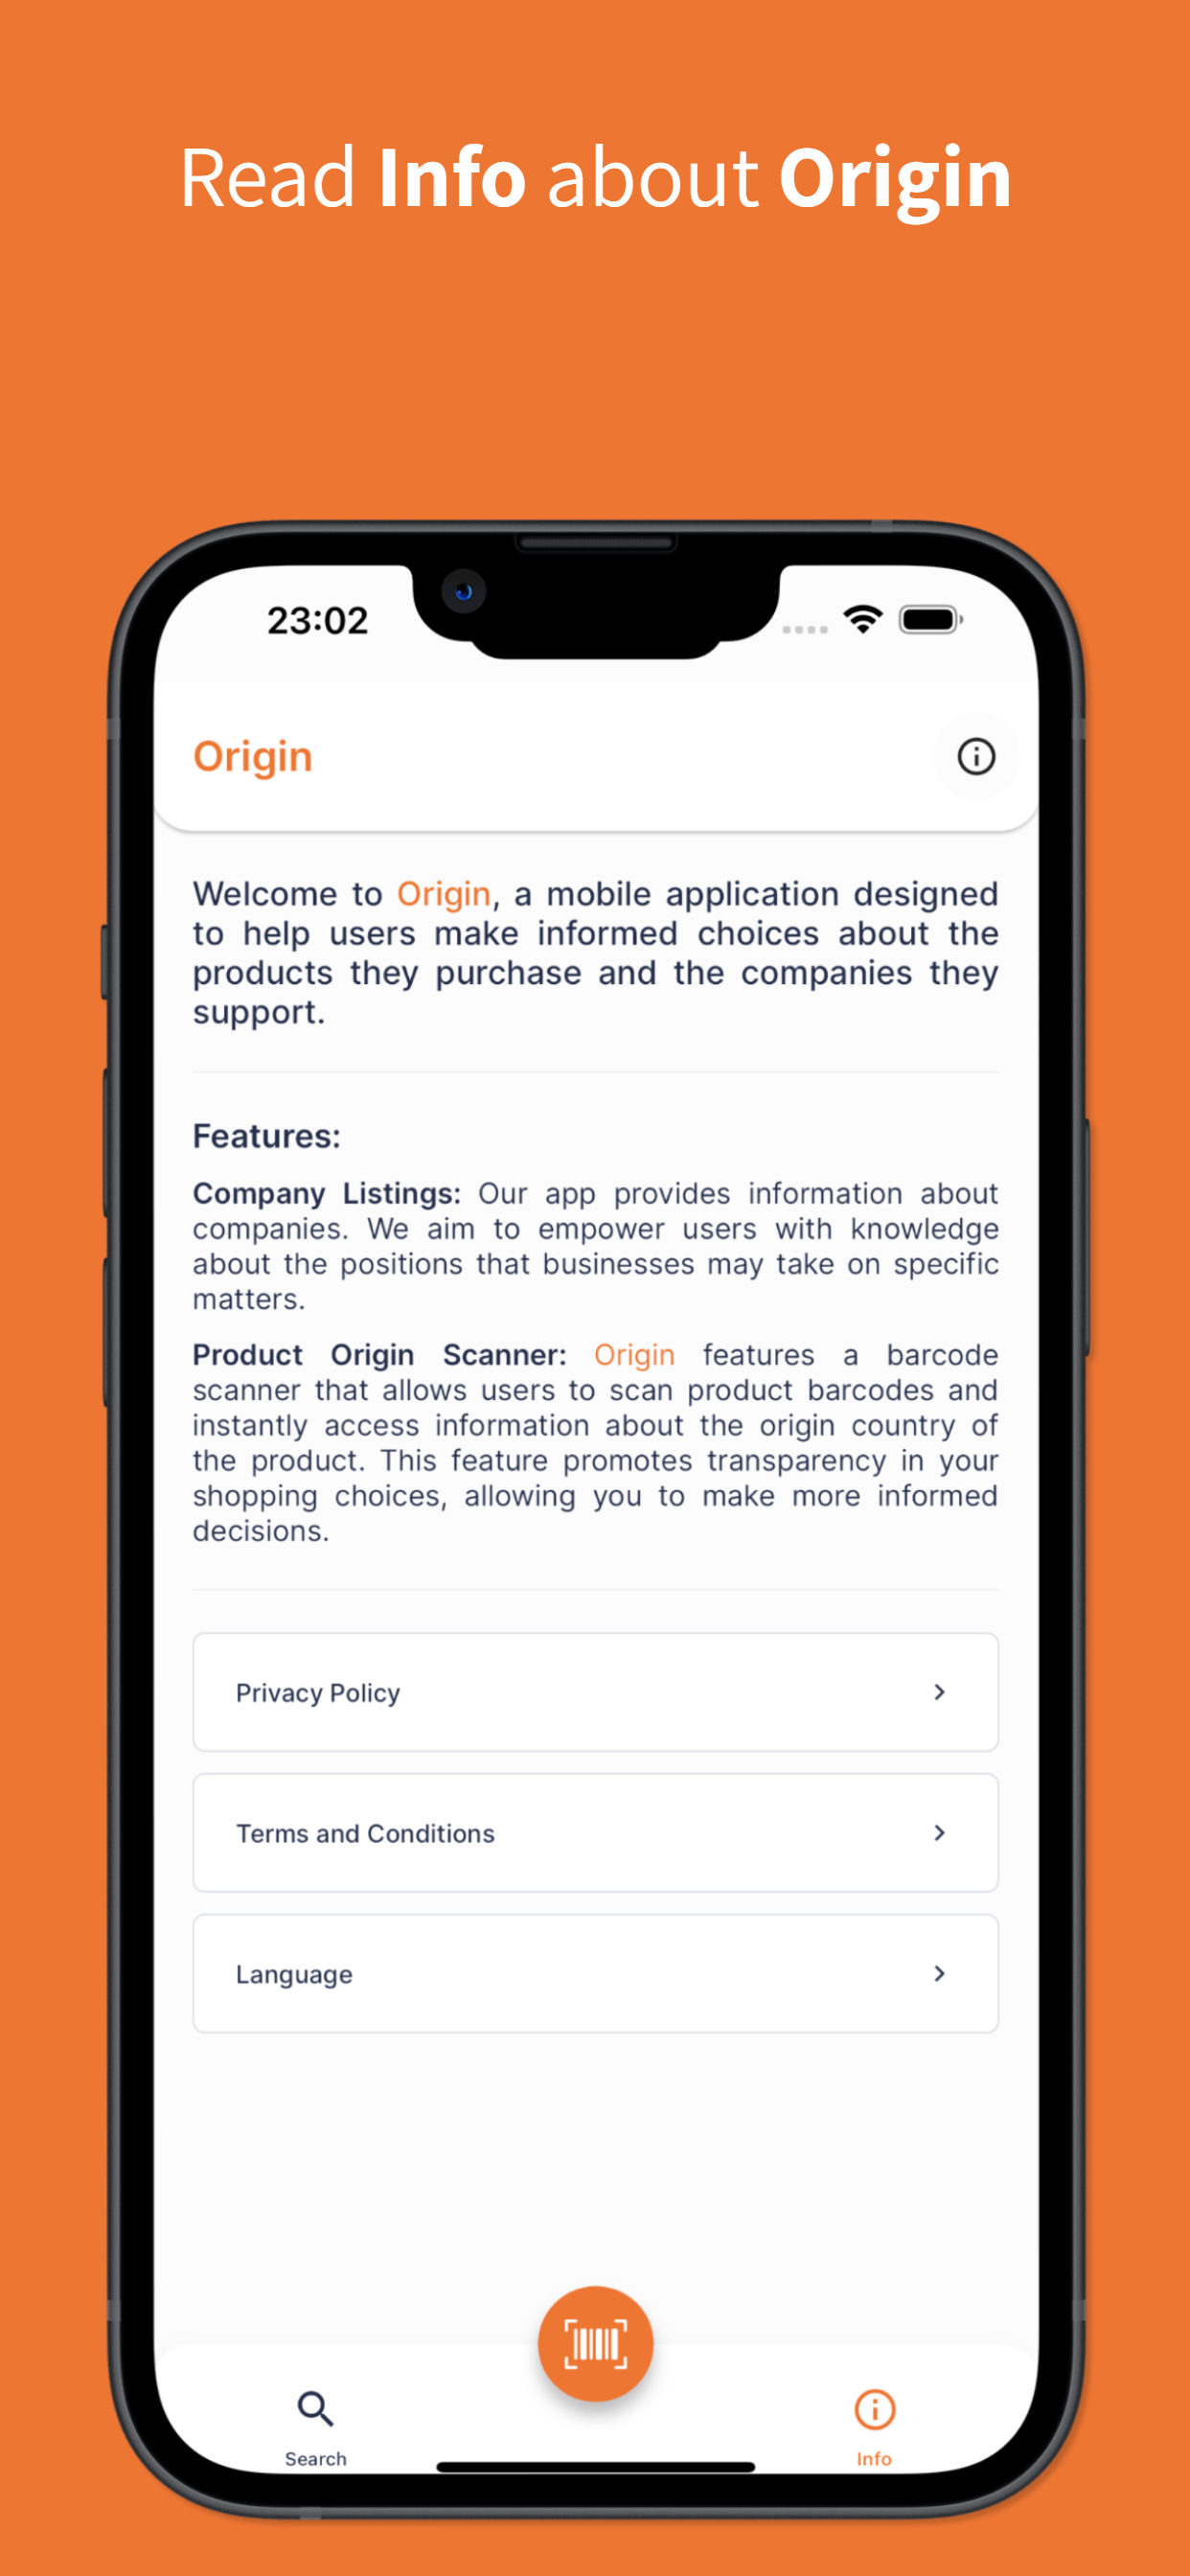 Read Info about Origin
23:02
Origin
Welcome to Origin, a mobile application designed
to help users make informed choices about the
products they purchase and the companies they
support.
Features:
Company Listings: Our app provides information about
companies. We aim to empower users with knowledge
about the positions that businesses may take on specific
matters.
Product Origin Scanner: Origin features a barcode
scanner that allows users to scan product barcodes and
instantly access information about the origin country of
the product. This feature promotes transparency in your
shopping choices, allowing you to make more informed
decisions.
Privacy Policy
Terms and Conditions
Language
Search
Info